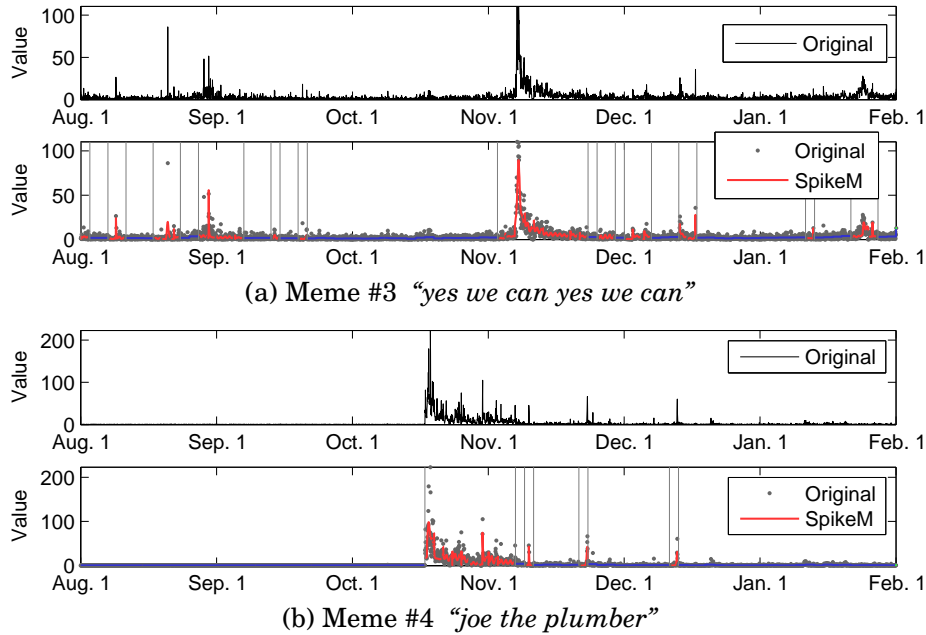 100
50
0
Value
Original
Aug. 1 Sep. 1 Oct. 1 Nov. 1 Dec. 1 Jan. 1 Feb. 1
100
50
0
Value
Original
SpikeM
Aug. 1 Sep. 1 Oct. 1 Nov. 1 Dec. 1 Jan. 1 Feb. 1
(a) Meme #3 “yes we can yes we can”
200
100
0
Value
Original
Aug. 1 Sep. 1 Oct. 1 Nov. 1 Dec. 1 Jan. 1 Feb. 1
200
100
0
Value
Original
SpikeM
Aug. 1 Sep. 1 Oct. 1 Nov. 1 Dec. 1 Jan. 1 Feb. 1
(b) Meme #4 “joe the plumber”